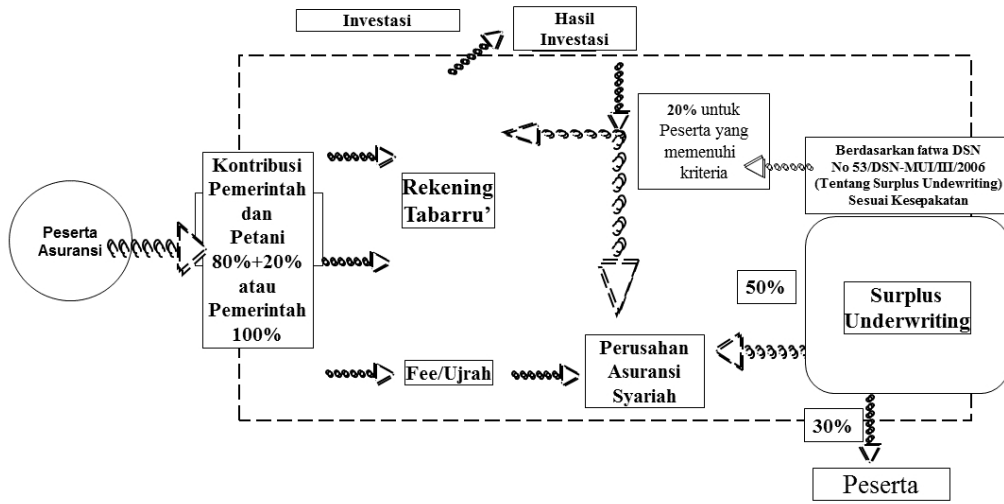 Investasi
Hasil
Investasi
20% untuk
Peserta yang
memenuhi
kriteria
Berdasarkan fatwa DSN
No 53/DSN-MUI/III/2006
(Tentang Surplus Undewriting)
Sesuai Kesepakatan
Peserta
Asuransi
Kontribusi
Pemerintah
dan
Petani
80%+20%
atau
Pemerintah
100%
Rekening
Tabarru’
50%
Surplus
Underwriting
Fee/Ujrah
Perusahan
Asuransi
Syariah
30%
Peserta